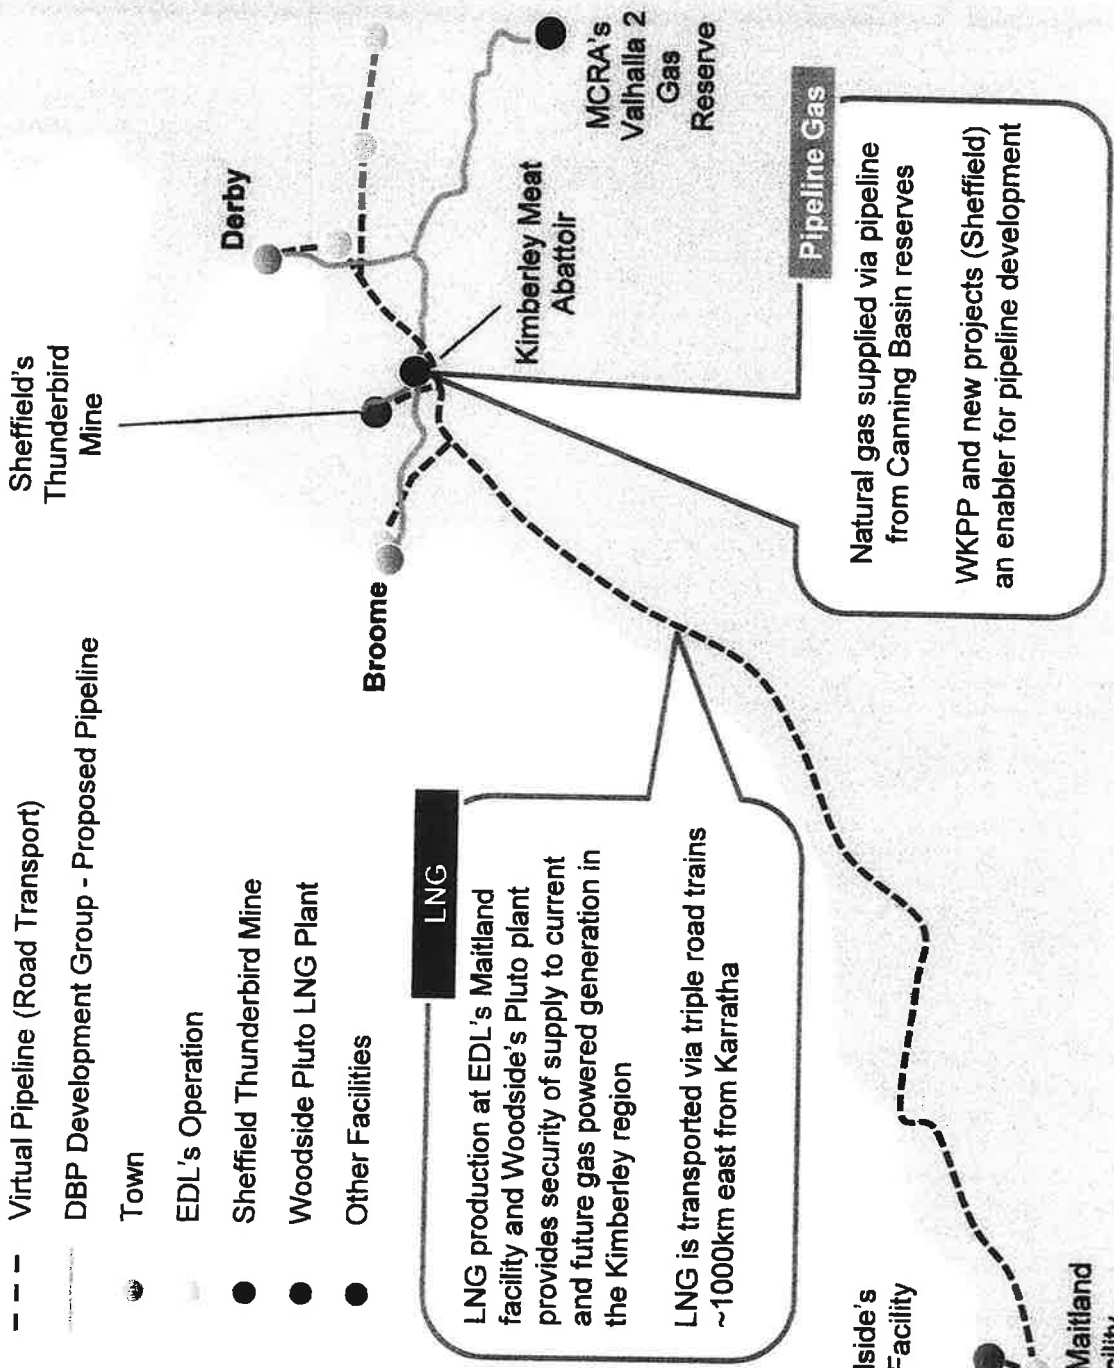 Virtual Pipeline (Road Transport)
DBP Development Group - Proposed Pipeline
Town
EDL's Operation
Sheffield Thunderbird Mine
Woodside Pluto LNG Plant
Other Facilities
Sheffield's
Thunderbird
Mine
Derby
Broome
MCRA's
Valhalla 2
Gas
Reserve
Kimberley Meat
Abattoir
LNG
LNG production at EDL's Maitland
facility and Woodside's Pluto plant
provides security of supply to current
and future gas powered generation in
the Kimberley region
LNG is transported via triple road trains
~1000km east from Karratha
Pipeline Gas
Natural gas supplied via pipeline
from Canning Basin reserves
WKPP and new projects (Sheffield)
an enabler for pipeline development
Facility
Maitland